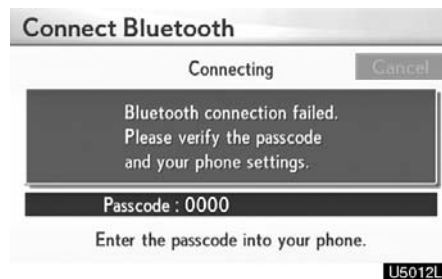 Connect Bluetooth
Connecting
Cancel
Bluetooth connection failed.
Please verify the passcode
and your phone settings.
Passcode : 0000
Enter the passcode into your phone.
U5012L